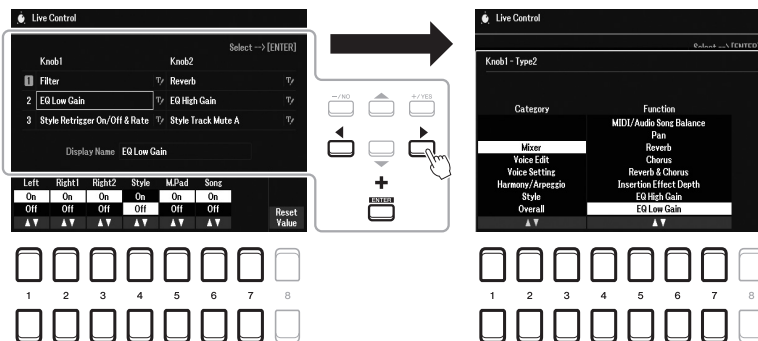 Live Control
Select --> [ENTER]
Knob1 Knob2
1 Filter Reverb
2 EQ Low Gain EQ High Gain
3 Style Retrigger On/Off & Rate Style Track Mute A
Display Name EQ Low Gain
Left Right1 Right2 Style M.Pad Song
On On On On On On
Off Off Off Off Off Off
Reset
Value
1 2 3 4 5 6 7 8
−/NO +/YES
+
ENTER
Live Control
Knob1 - Type2
Category Function
MIDI/Audio Song Balance
Pan
Mixer Reverb
Voice Edit Chorus
Voice Setting Reverb & Chorus
Harmony/Arpeggio Insertion Effect Depth
Style EQ High Gain
Overall EQ Low Gain
1 2 3 4 5 6 7 8